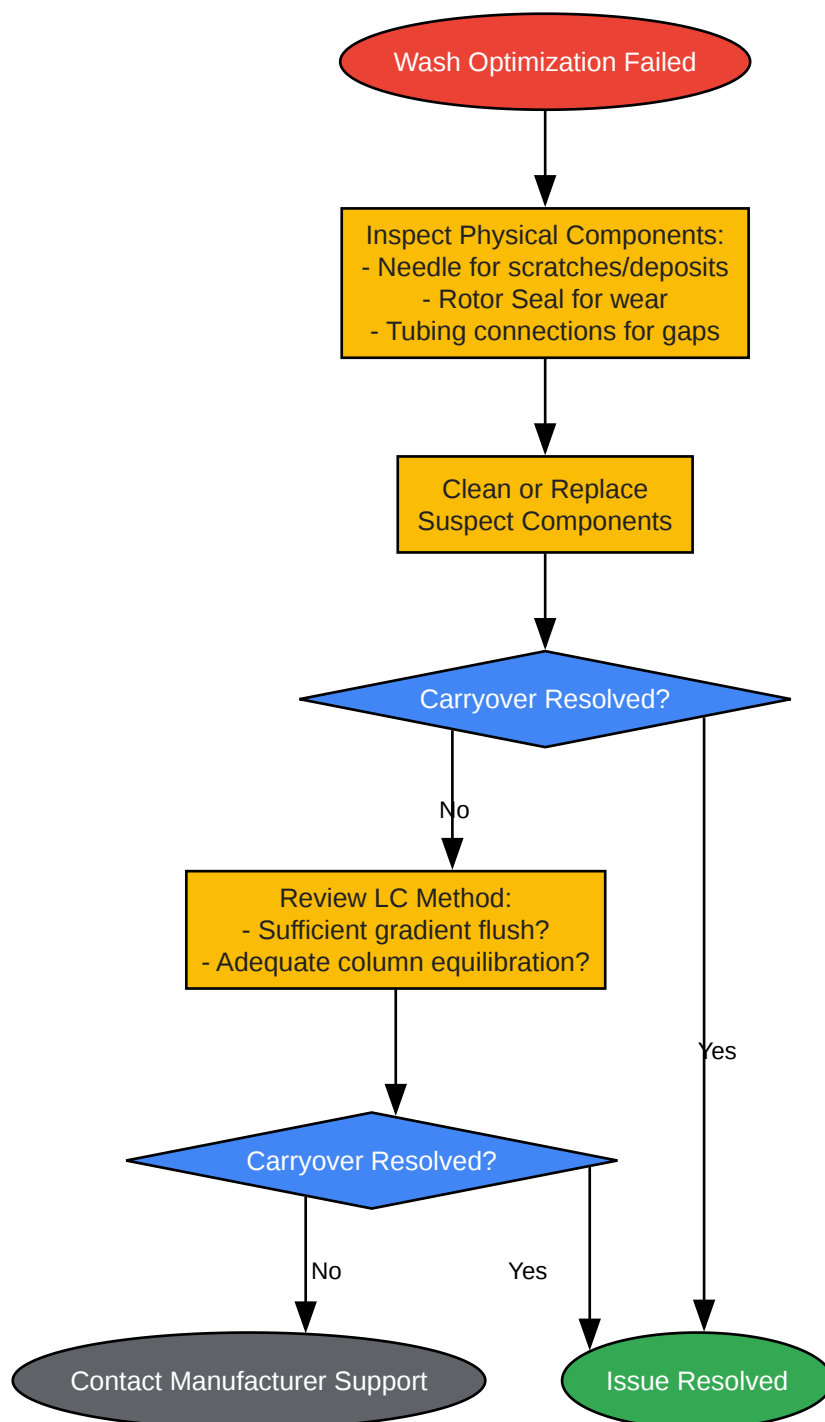 Wash Optimization Failed
Inspect Physical Components:
- Needle for scratches/deposits
- Rotor Seal for wear
- Tubing connections for gaps
Clean or Replace
Suspect Components
Carryover Resolved?
No
Review LC Method:
- Sufficient gradient flush?
- Adequate column equilibration?
Yes
Carryover Resolved?
No
Yes
Contact Manufacturer Support
Issue Resolved